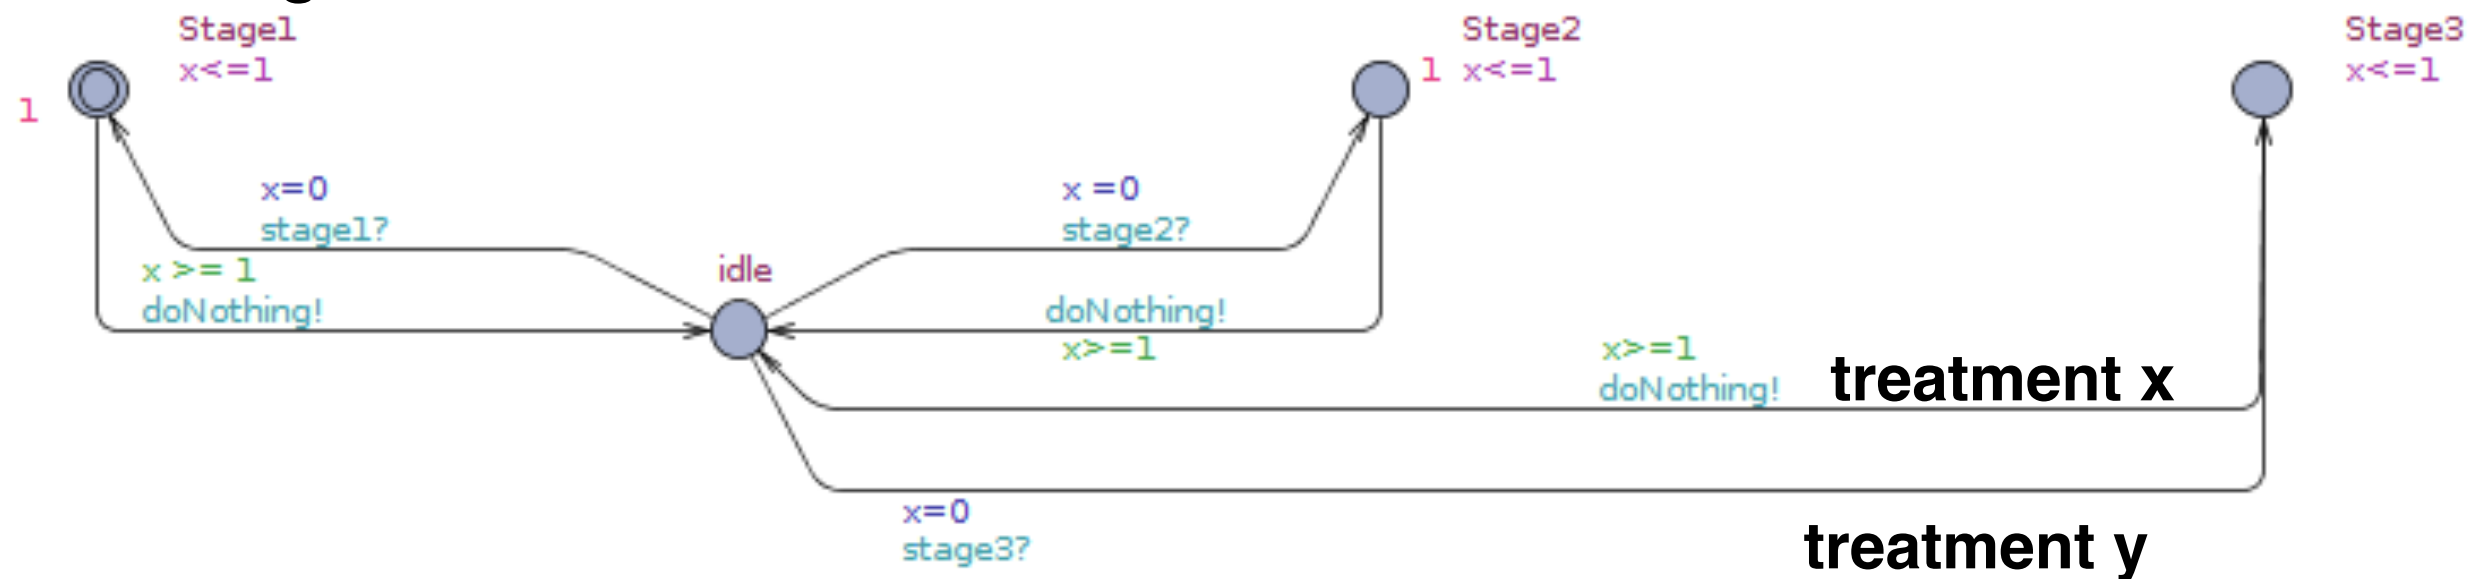 Stage1
x<=1
1
Stage2
1 x<=1
Stage3
x<=1
x=0
stage1?
x =0
stage2?
x >= 1
doNothing!
idle
doNothing!
x>=1
x>=1
doNothing!
treatment x
x=0
stage3?
treatment y